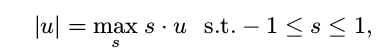 |u| = max_s s · u s.t. − 1 ≤ s ≤ 1,